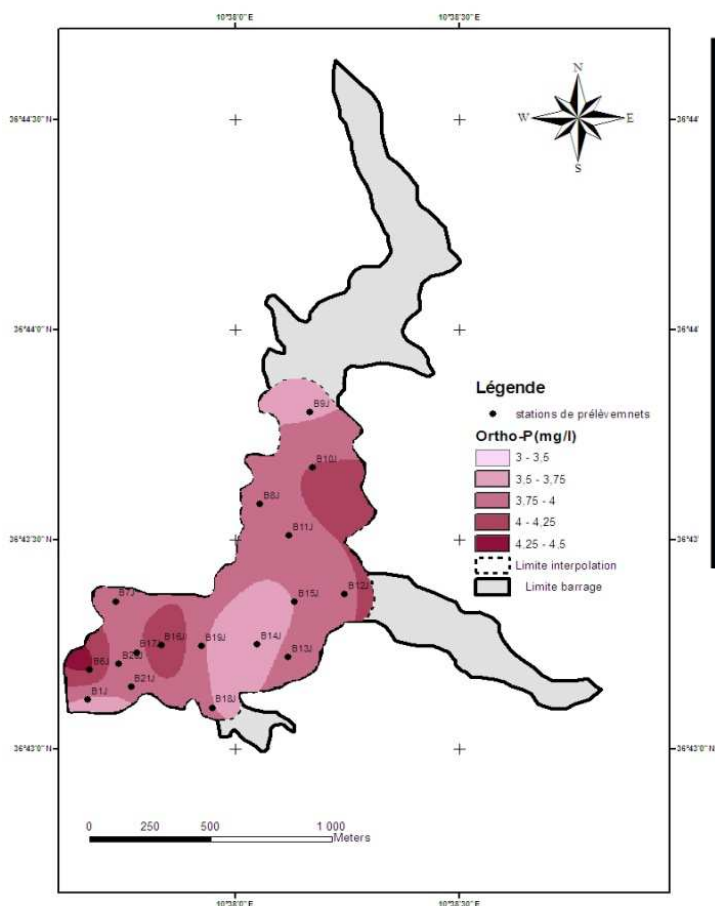 10°38'0" E
10°38'30" E
36°44'30" N
36°44'
N
W
E
S
36°44'0" N
36°44'
Légende
stations de prélèvemnets
Ortho-P(mg/l)
3 - 3,5
3,5 - 3,75
3,75 - 4
4 - 4,25
4,25 - 4,5
Limite interpolation
Limite barrage
B9J
B10J
B8J
B11J
36°43'30" N
36°43'
B7J
B15J
B12J
B17J
B16J
B19J
B14J
B13J
B6J
B21J
B1J
B18J
36°43'0" N
36°43'0"
0
250
500
1 000
Meters
10°38'0" E
10°38'30" E